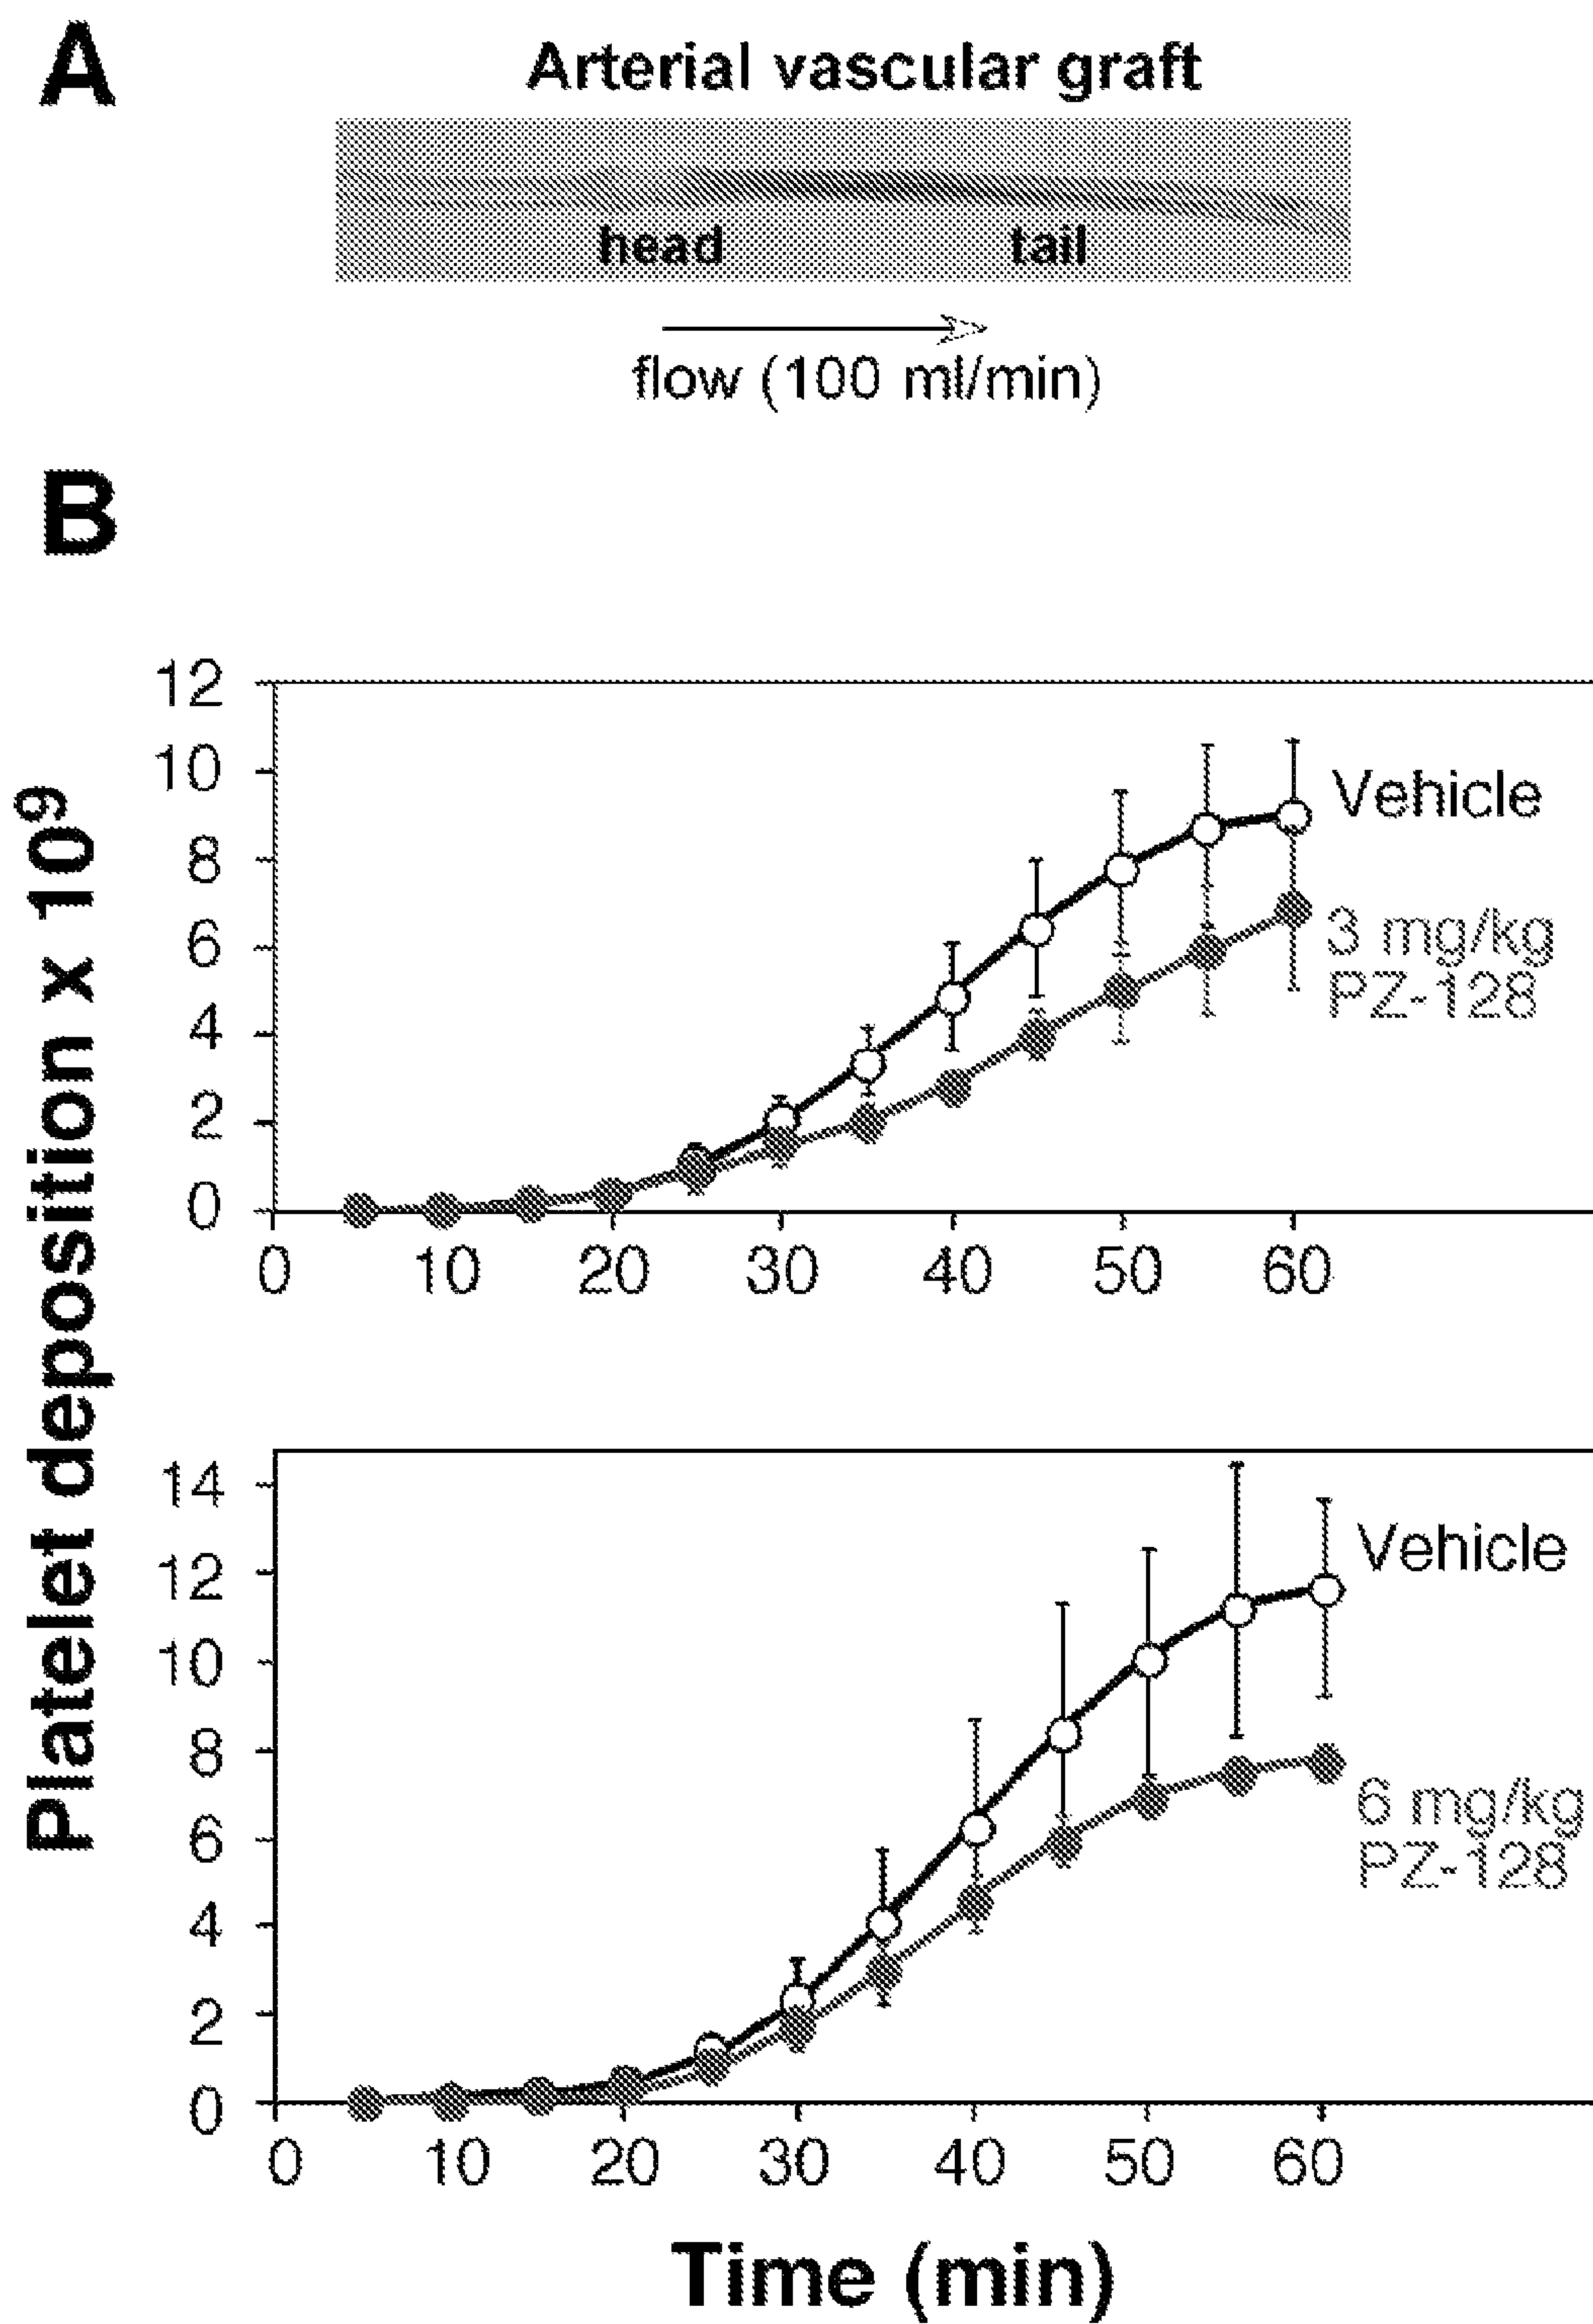 A
Arterial vascular graft
head tail
flow (100 ml/min)
B
Platelet deposition x 10⁹
12
10
8
6
4
2
0
0 10 20 30 40 50 60
Vehicle
3 mg/kg
PZ-128
14
12
10
8
6
4
2
0
0 10 20 30 40 50 60
Vehicle
6 mg/kg
PZ-128
Time (min)